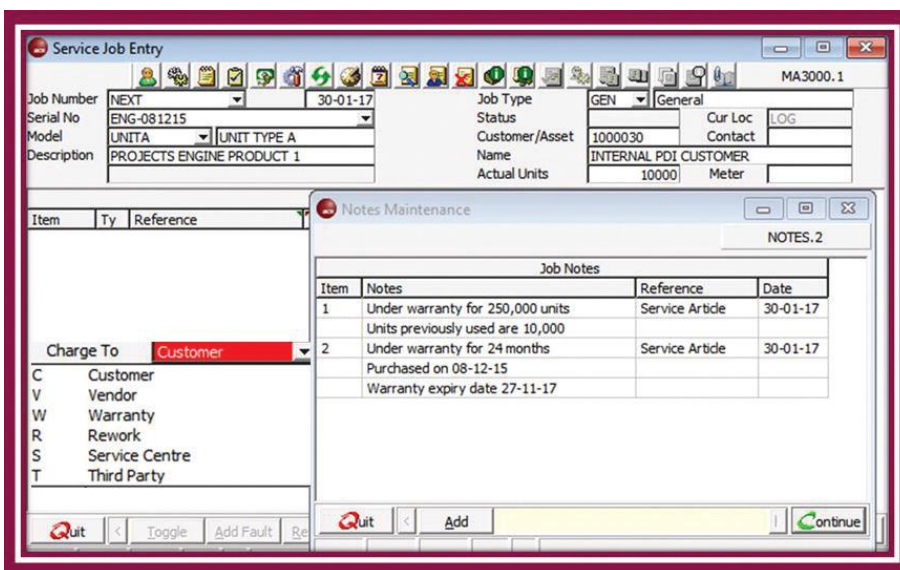 Service Job Entry
MA3000.1
Job Number NEXT 30-01-17 Job Type GEN General
Serial No ENG-081215 Status Cur Loc LOG
Model UNITA UNIT TYPE A Customer/Asset 1000030 Contact
Description PROJECTS ENGINE PRODUCT 1 Name INTERNAL PDI CUSTOMER
Actual Units 10000 Meter
Item Ty Reference
Notes Maintenance
NOTES.2
Job Notes
Item Notes Reference Date
1 Under warranty for 250,000 units Service Article 30-01-17
Units previously used are 10,000
2 Under warranty for 24 months Service Article 30-01-17
Purchased on 08-12-15
Warranty expiry date 27-11-17
Charge To Customer
C Customer
V Vendor
W Warranty
R Rework
S Service Centre
T Third Party
Quit < Toggle Add Fault Re
Quit < Add Continue